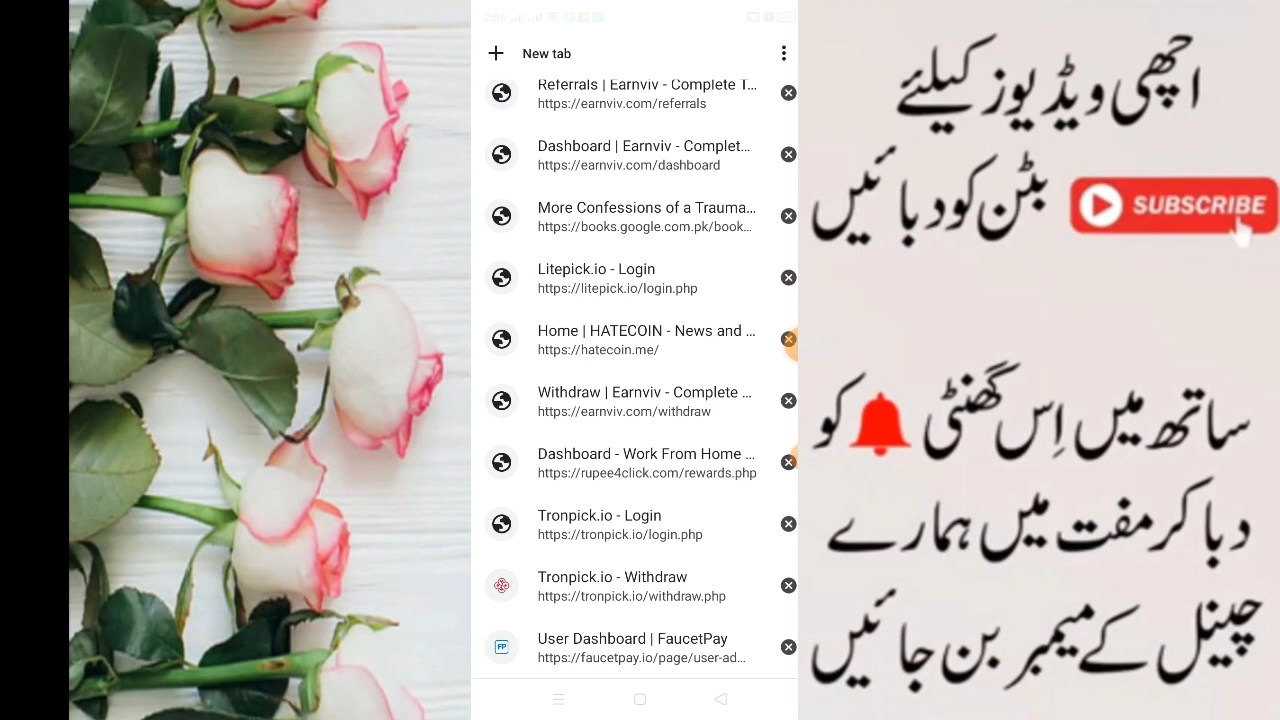 2:06
New tab
Referrals | Earnviv - Complete T...
https://earnviv.com/referrals
Dashboard | Earnviv - Complet...
https://earnviv.com/dashboard
More Confessions of a Trauma...
https://books.google.com.pk/book...
Litepick.io - Login
https://litepick.io/login.php
Home | HATECOIN - News and ...
https://hatecoin.me/
Withdraw | Earnviv - Complete ...
https://earnviv.com/withdraw
Dashboard - Work From Home ...
https://rupee4click.com/rewards.php
Tronpick.io - Login
https://tronpick.io/login.php
Tronpick.io - Withdraw
https://tronpick.io/withdraw.php
FP
User Dashboard | FaucetPay
https://faucetpay.io/page/user-ad...
اچھی ویڈیوز کیلئے
SUBSCRIBE بٹن کو دبائیں
ساتھ میں اِس گھنٹی کو
دبا کر مفت میں ہمارے
چینل کے میمبر بن جائیں